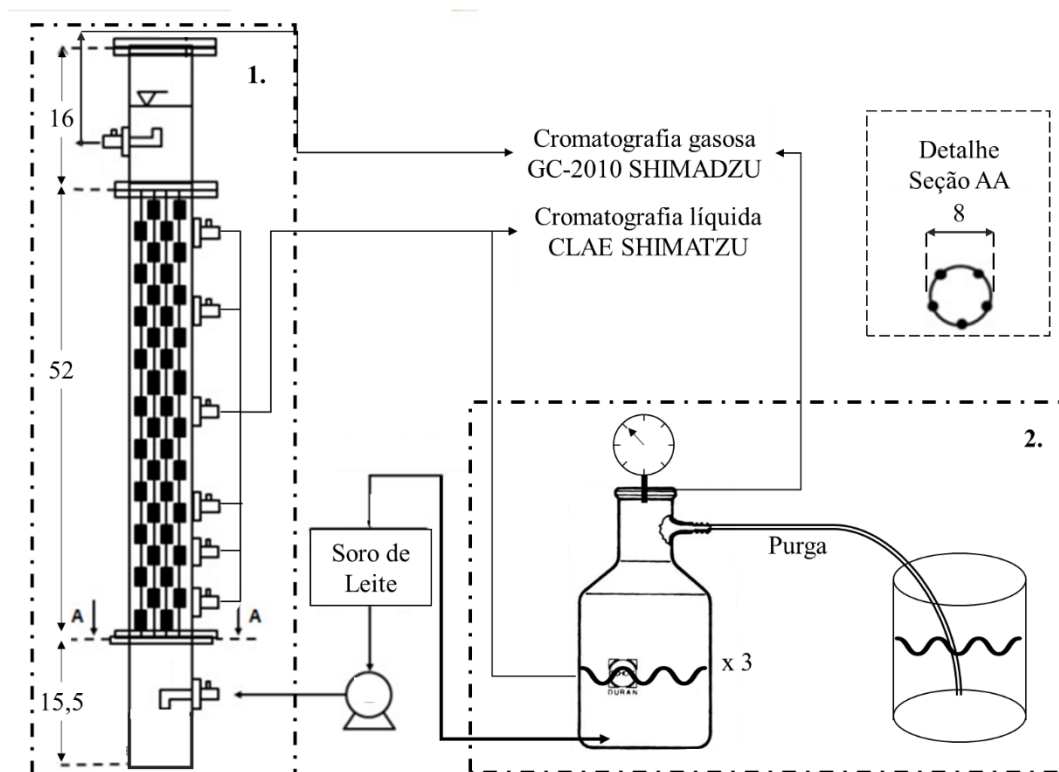 1.
16
Cromatografia gasosa
GC-2010 SHIMADZU
Cromatografia líquida
CLAE SHIMATZU
Detalhe
Seção AA
8
52
2.
Soro de
Leite
Purga
x 3
DURAN
A
A
15,5